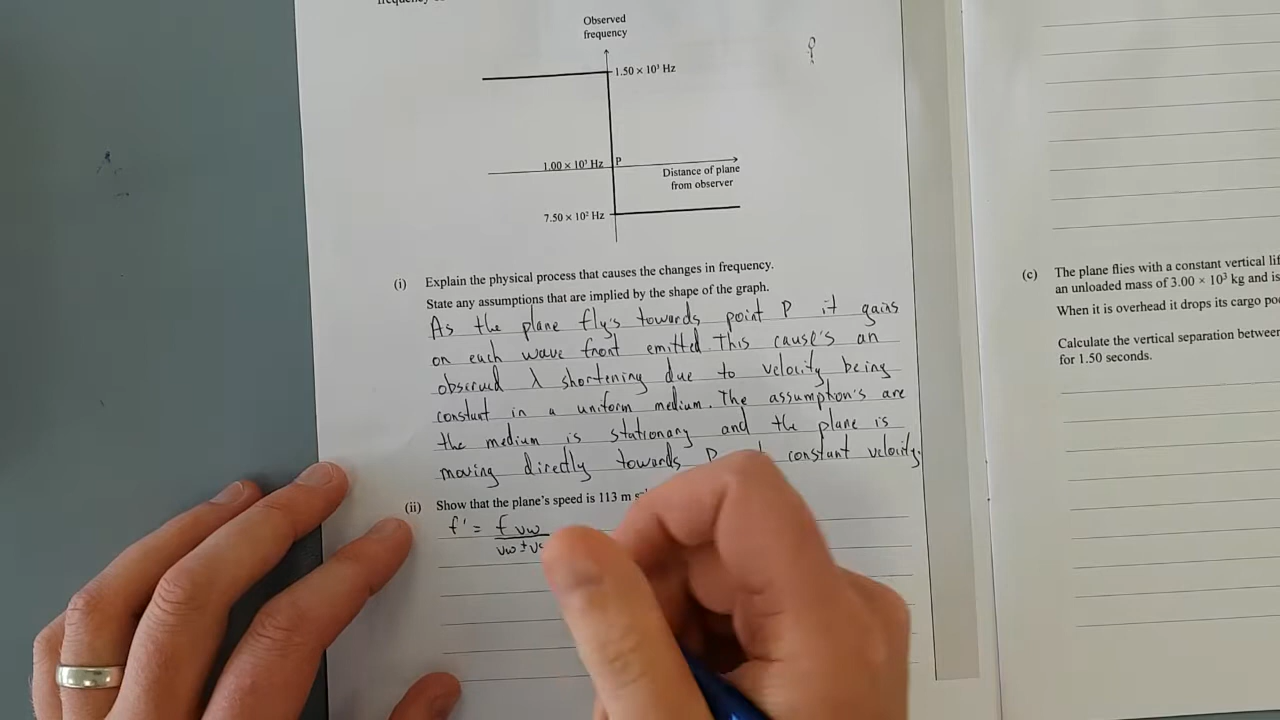 Observed
frequency
1.50 × 10³ Hz
1.00 × 10³ Hz
P
Distance of plane
from observer
7.50 × 10² Hz
(i) Explain the physical process that causes the changes in frequency.
State any assumptions that are implied by the shape of the graph.
As the plane fly's towards point P it gains
on each wave front emitted. This cause's an
observed λ shortening due to velocity being
constant in a uniform medium. The assumption's are
the medium is stationary and the plane is
moving directly towards P constant velocity.
(ii) Show that the plane's speed is 113 m s
f' = f vw
vw ± vs
(c) The plane flies with a constant vertical lif
an unloaded mass of 3.00 × 10³ kg and is
When it is overhead it drops its cargo po
Calculate the vertical separation between
for 1.50 seconds.